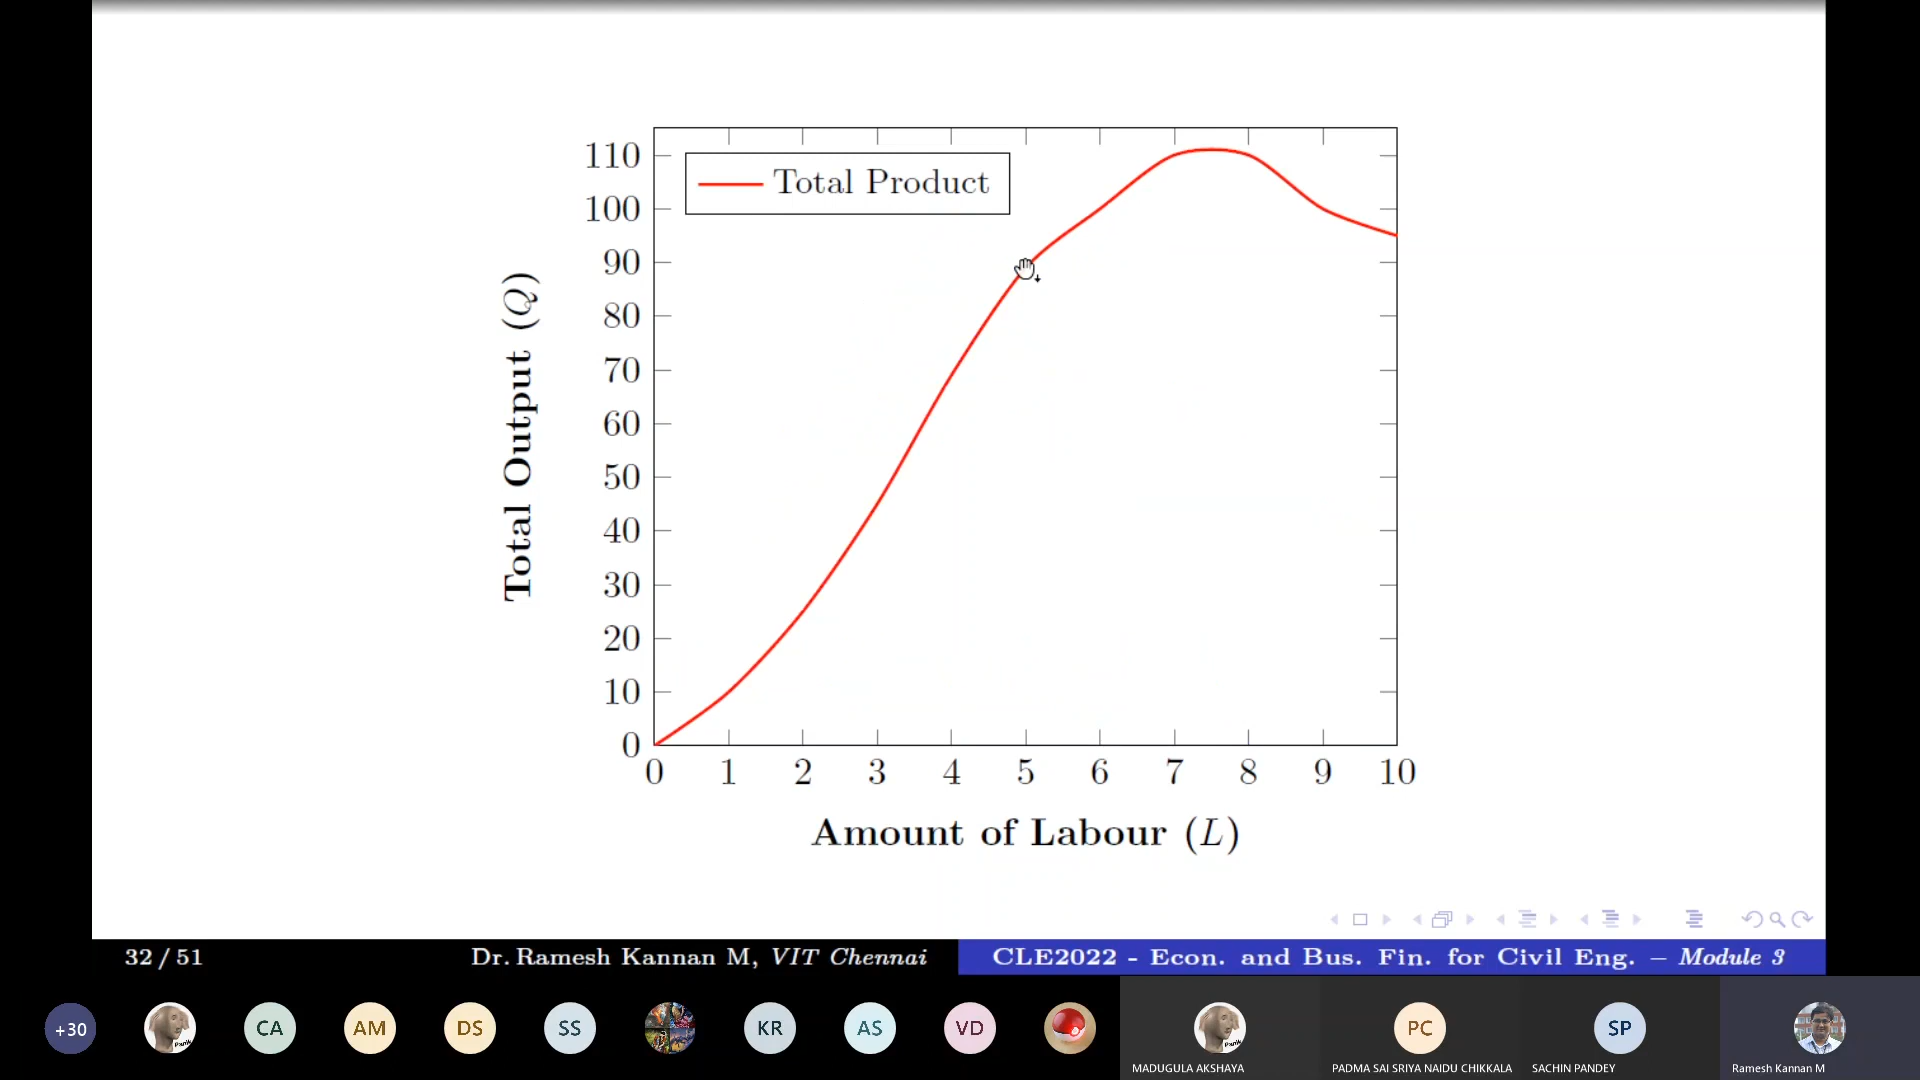 110
100
90
80
70
60
50
40
30
20
10
0
Total Product
Total Output (Q)
0 1 2 3 4 5 6 7 8 9 10
Amount of Labour (L)
32 / 51
Dr. Ramesh Kannan M, VIT Chennai
CLE2022 - Econ. and Bus. Fin. for Civil Eng. – Module 3
+30
Panik
CA
AM
DS
SS
KR
AS
VD
Panik
PC
SP
MADUGULA AKSHAYA
PADMA SAI SRIYA NAIDU CHIKKALA
SACHIN PANDEY
Ramesh Kannan M